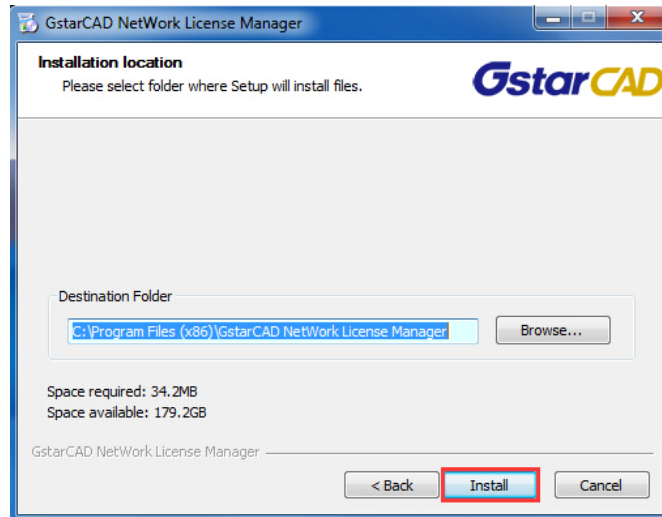 GstarCAD NetWork License Manager
Installation location
Please select folder where Setup will install files.
GstarCAD
Destination Folder
C:\Program Files (x86)\GstarCAD NetWork License Manager
Browse...
Space required: 34.2MB
Space available: 179.2GB
GstarCAD NetWork License Manager
< Back Install Cancel